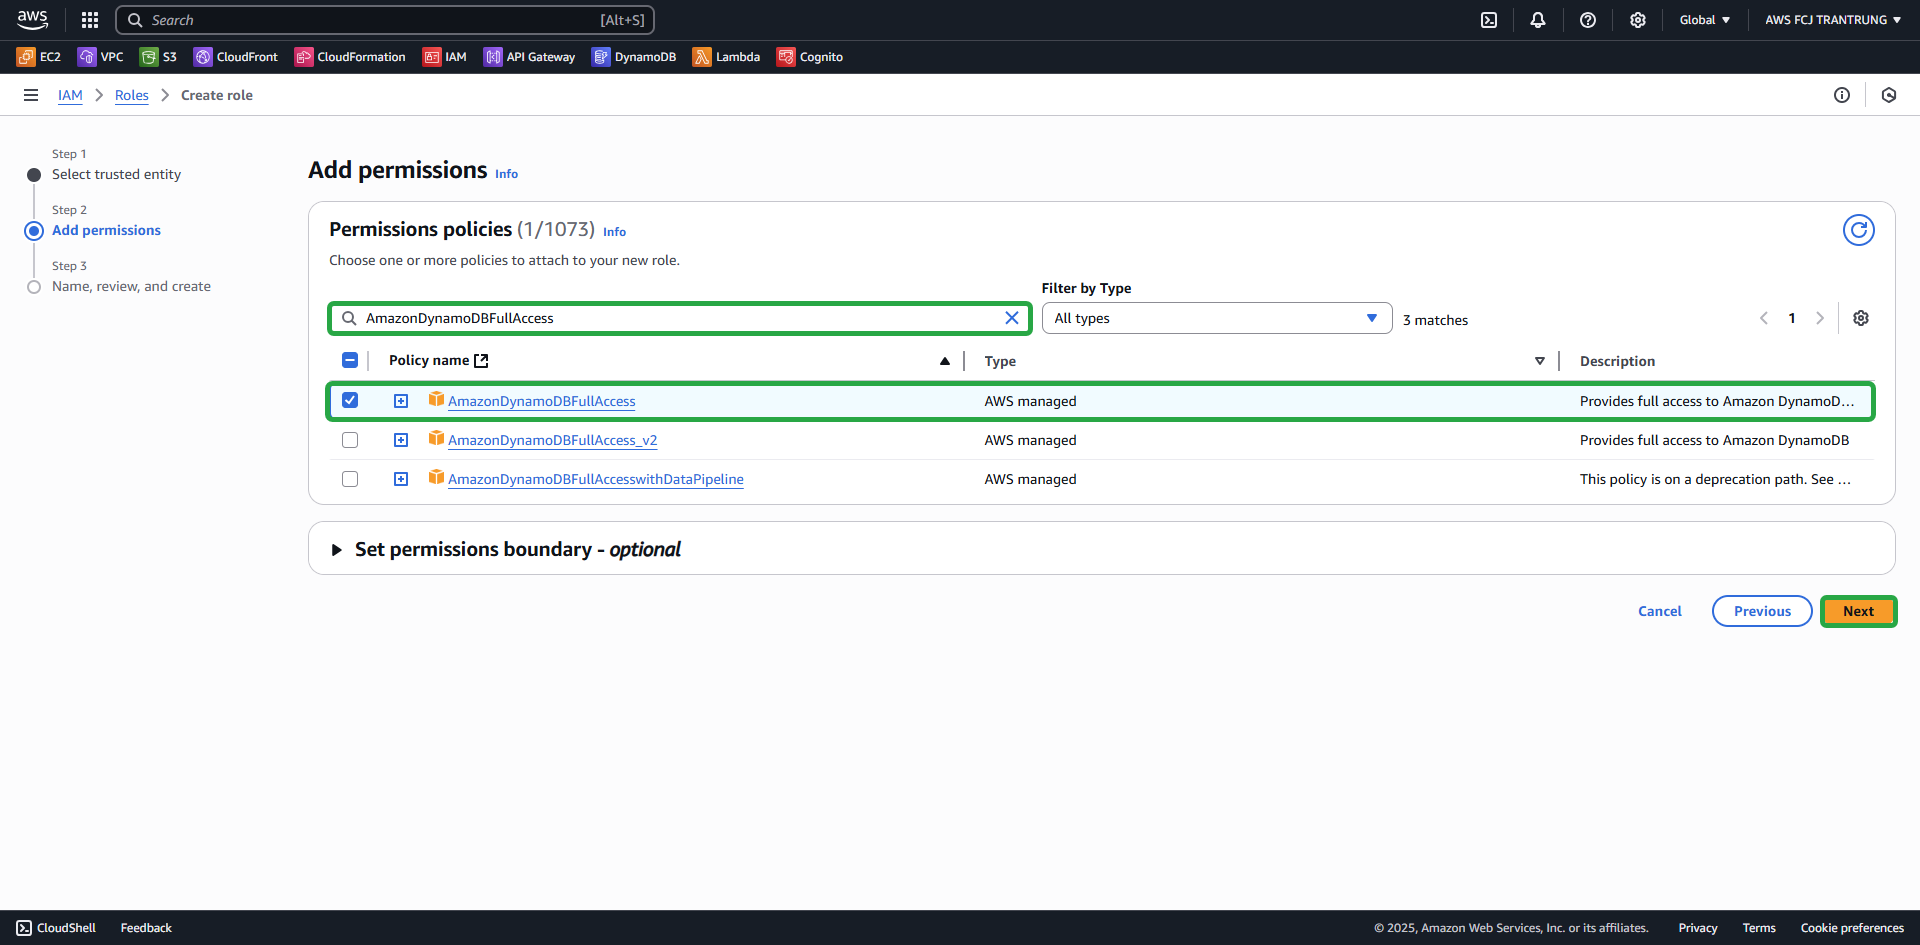 aws
Search [Alt+S]
Global AWS FCJ TRANTRUNG
EC2 VPC S3 CloudFront CloudFormation IAM API Gateway DynamoDB Lambda Cognito
IAM Roles Create role
Step 1
Select trusted entity
Step 2
Add permissions
Step 3
Name, review, and create
Add permissions Info
Permissions policies (1/1073) Info
Choose one or more policies to attach to your new role.
Filter by Type
AmazonDynamoDBFullAccess All types 3 matches 1
Policy name Type Description
AmazonDynamoDBFullAccess AWS managed Provides full access to Amazon DynamoD...
AmazonDynamoDBFullAccess_v2 AWS managed Provides full access to Amazon DynamoDB
AmazonDynamoDBFullAccesswithDataPipeline AWS managed This policy is on a deprecation path. See ...
Set permissions boundary - optional
Cancel Previous Next
CloudShell Feedback © 2025, Amazon Web Services, Inc. or its affiliates. Privacy Terms Cookie preferences